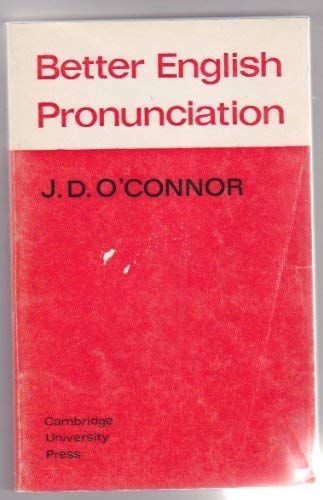 Better English
Pronunciation
J. D. O'CONNOR
Cambridge
University
Press